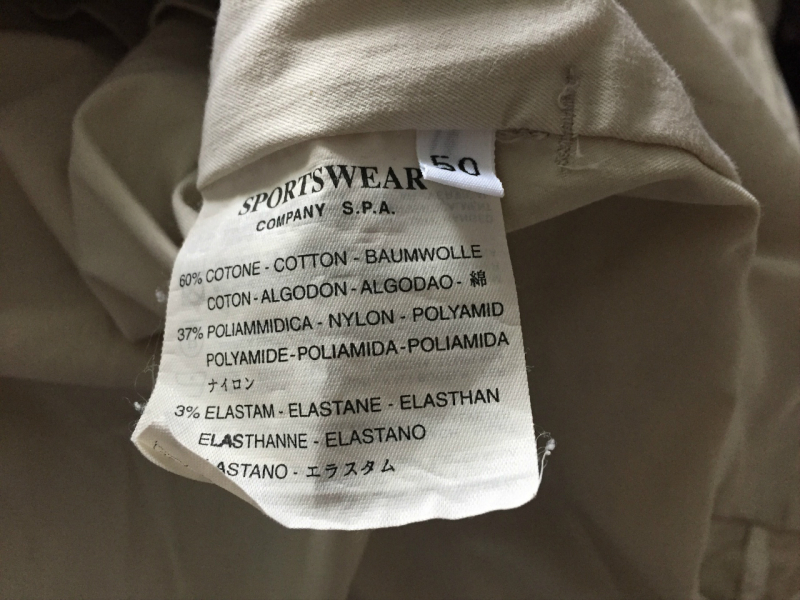 50
SPORTSWEAR
COMPANY S.P.A.
60% COTONE - COTTON - BAUMWOLLE
COTON - ALGODON - ALGODAO - 綿
37% POLIAMMIDICA - NYLON - POLYAMID
POLYAMIDE - POLIAMIDA - POLIAMIDA
ナイロン
3% ELASTAM - ELASTANE - ELASTHAN
ELASTHANNE - ELASTANO
ASTANO - エラスタム